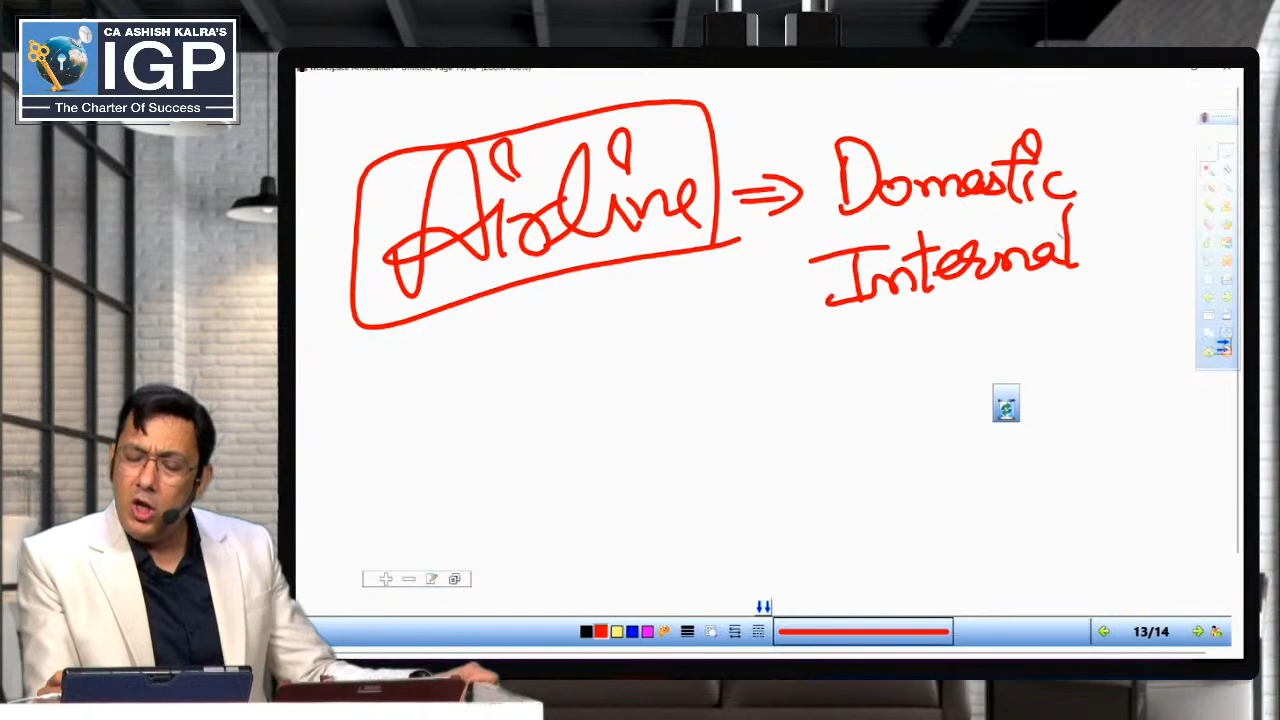 CA ASHISH KALRA'S
IGP
The Charter Of Success
Airline ⇒ Domestic
Internal
13/14